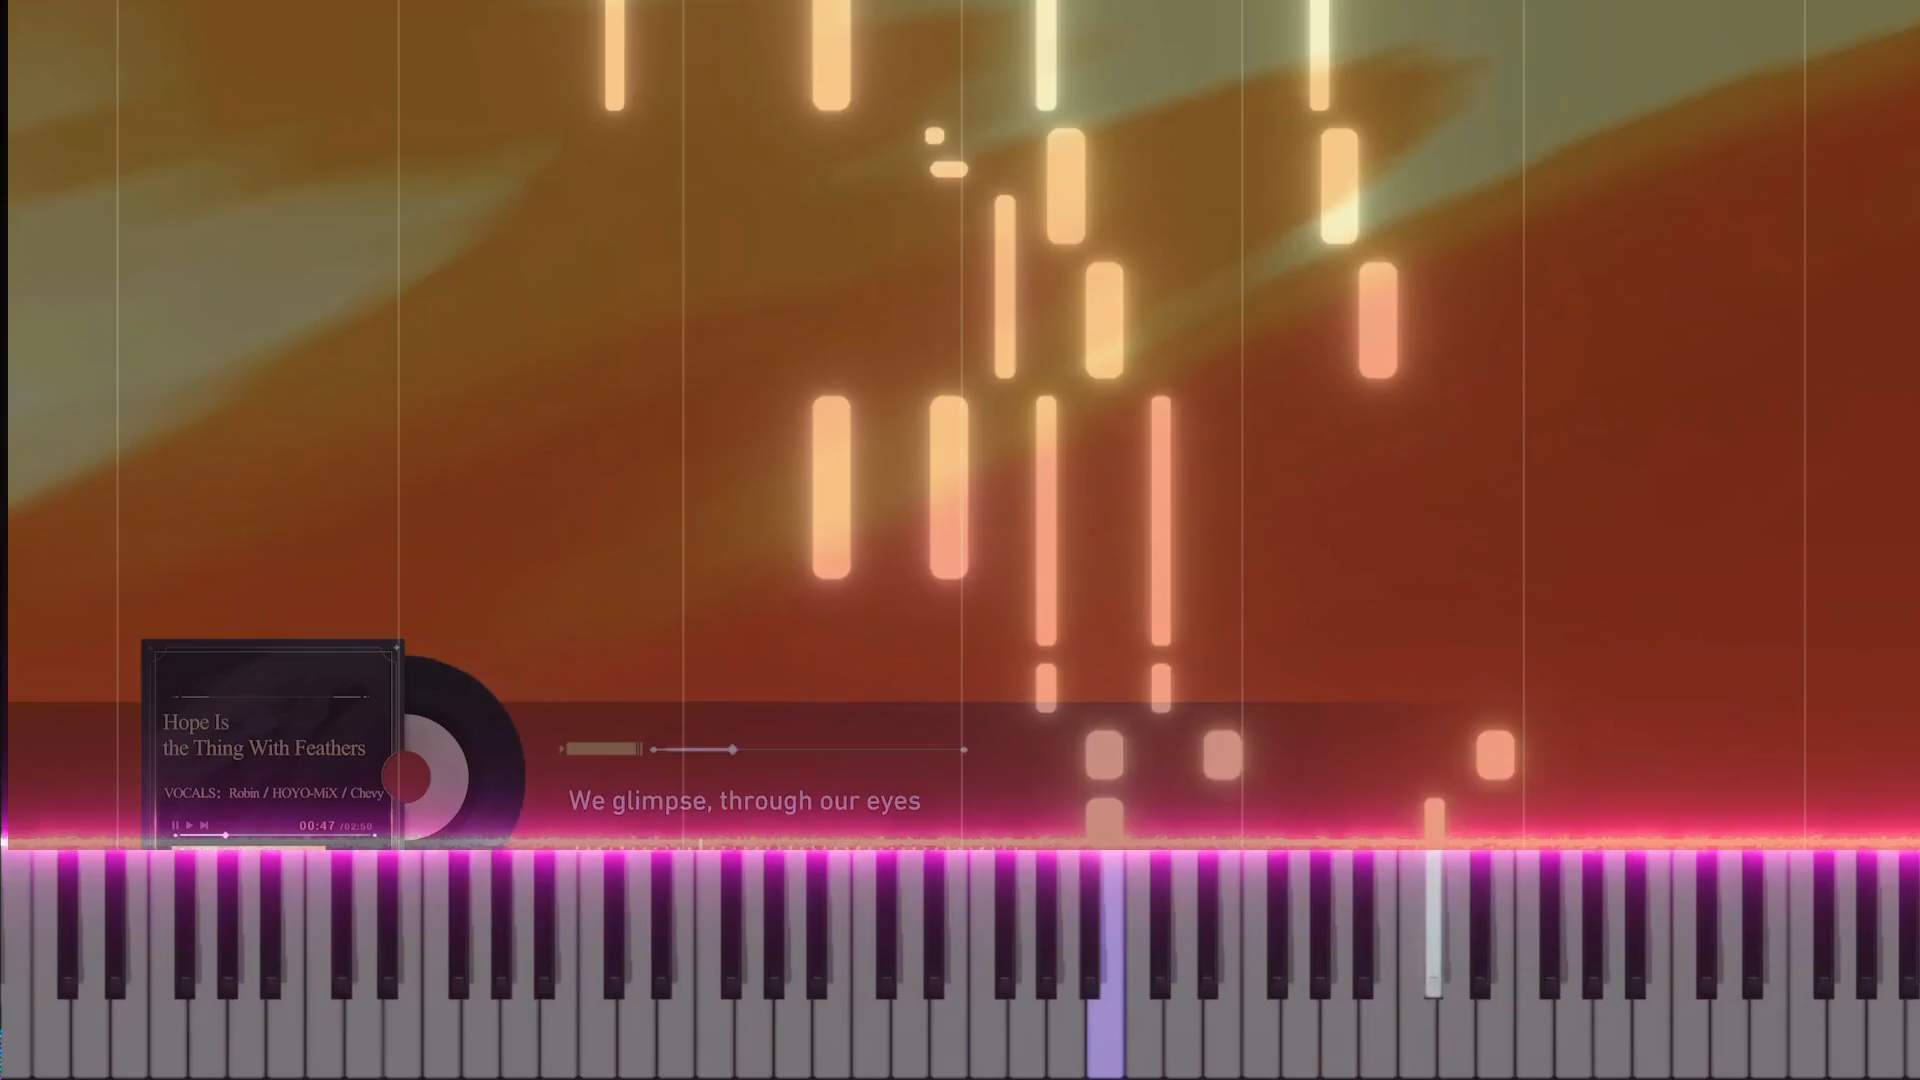 Hope Is
the Thing With Feathers
VOCALS: Robin / HOYO-MiX / Chevy
00:47 /02:50
We glimpse, through our eyes